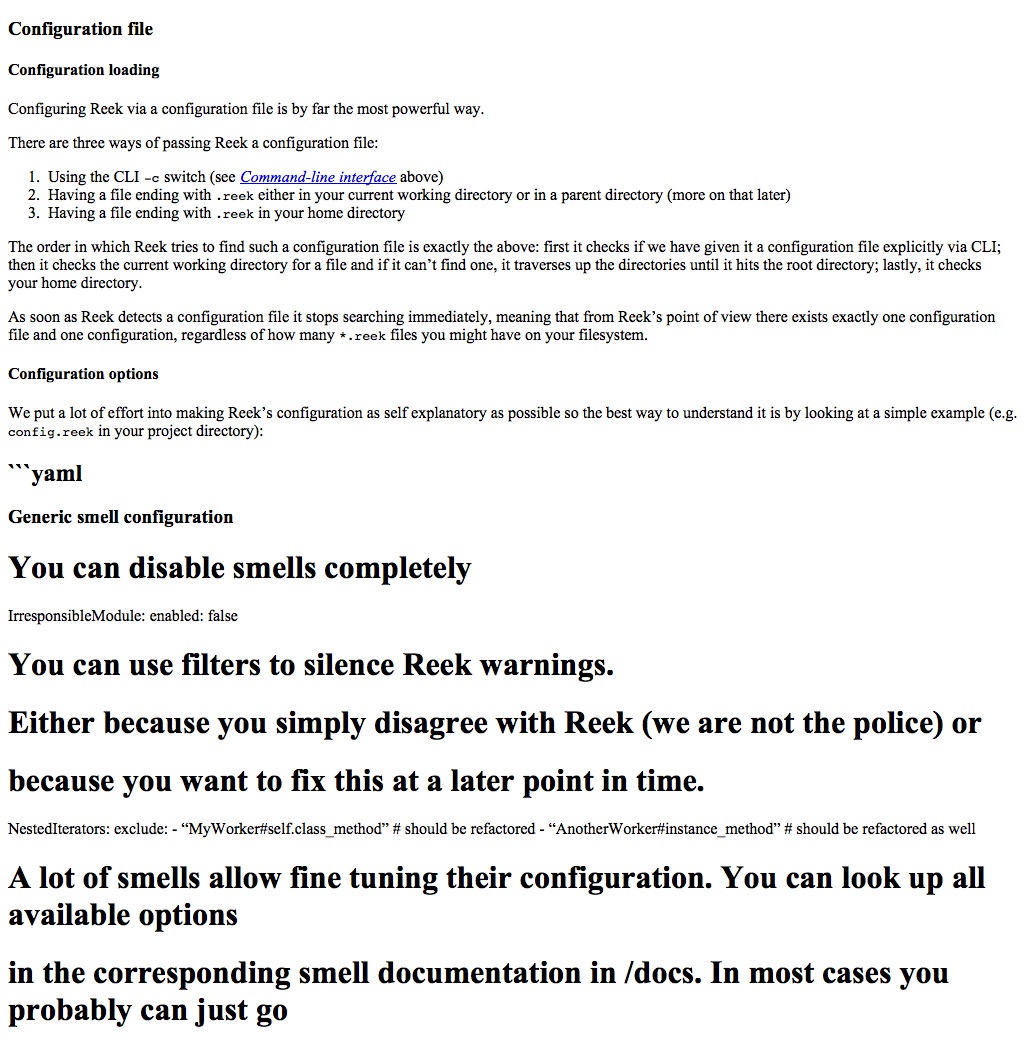 Configuration file
Configuration loading
Configuring Reek via a configuration file is by far the most powerful way.
There are three ways of passing Reek a configuration file:
1. Using the CLI -c switch (see Command-line interface above)
2. Having a file ending with .reek either in your current working directory or in a parent directory (more on that later)
3. Having a file ending with .reek in your home directory
The order in which Reek tries to find such a configuration file is exactly the above: first it checks if we have given it a configuration file explicitly via CLI;
then it checks the current working directory for a file and if it can’t find one, it traverses up the directories until it hits the root directory; lastly, it checks
your home directory.
As soon as Reek detects a configuration file it stops searching immediately, meaning that from Reek’s point of view there exists exactly one configuration
file and one configuration, regardless of how many *.reek files you might have on your filesystem.
Configuration options
We put a lot of effort into making Reek’s configuration as self explanatory as possible so the best way to understand it is by looking at a simple example (e.g.
config.reek in your project directory):
```yaml
Generic smell configuration
You can disable smells completely
IrresponsibleModule: enabled: false
You can use filters to silence Reek warnings.
Either because you simply disagree with Reek (we are not the police) or
because you want to fix this at a later point in time.
NestedIterators: exclude: - “MyWorker#self.class_method” # should be refactored - “AnotherWorker#instance_method” # should be refactored as well
A lot of smells allow fine tuning their configuration. You can look up all
available options
in the corresponding smell documentation in /docs. In most cases you
probably can just go